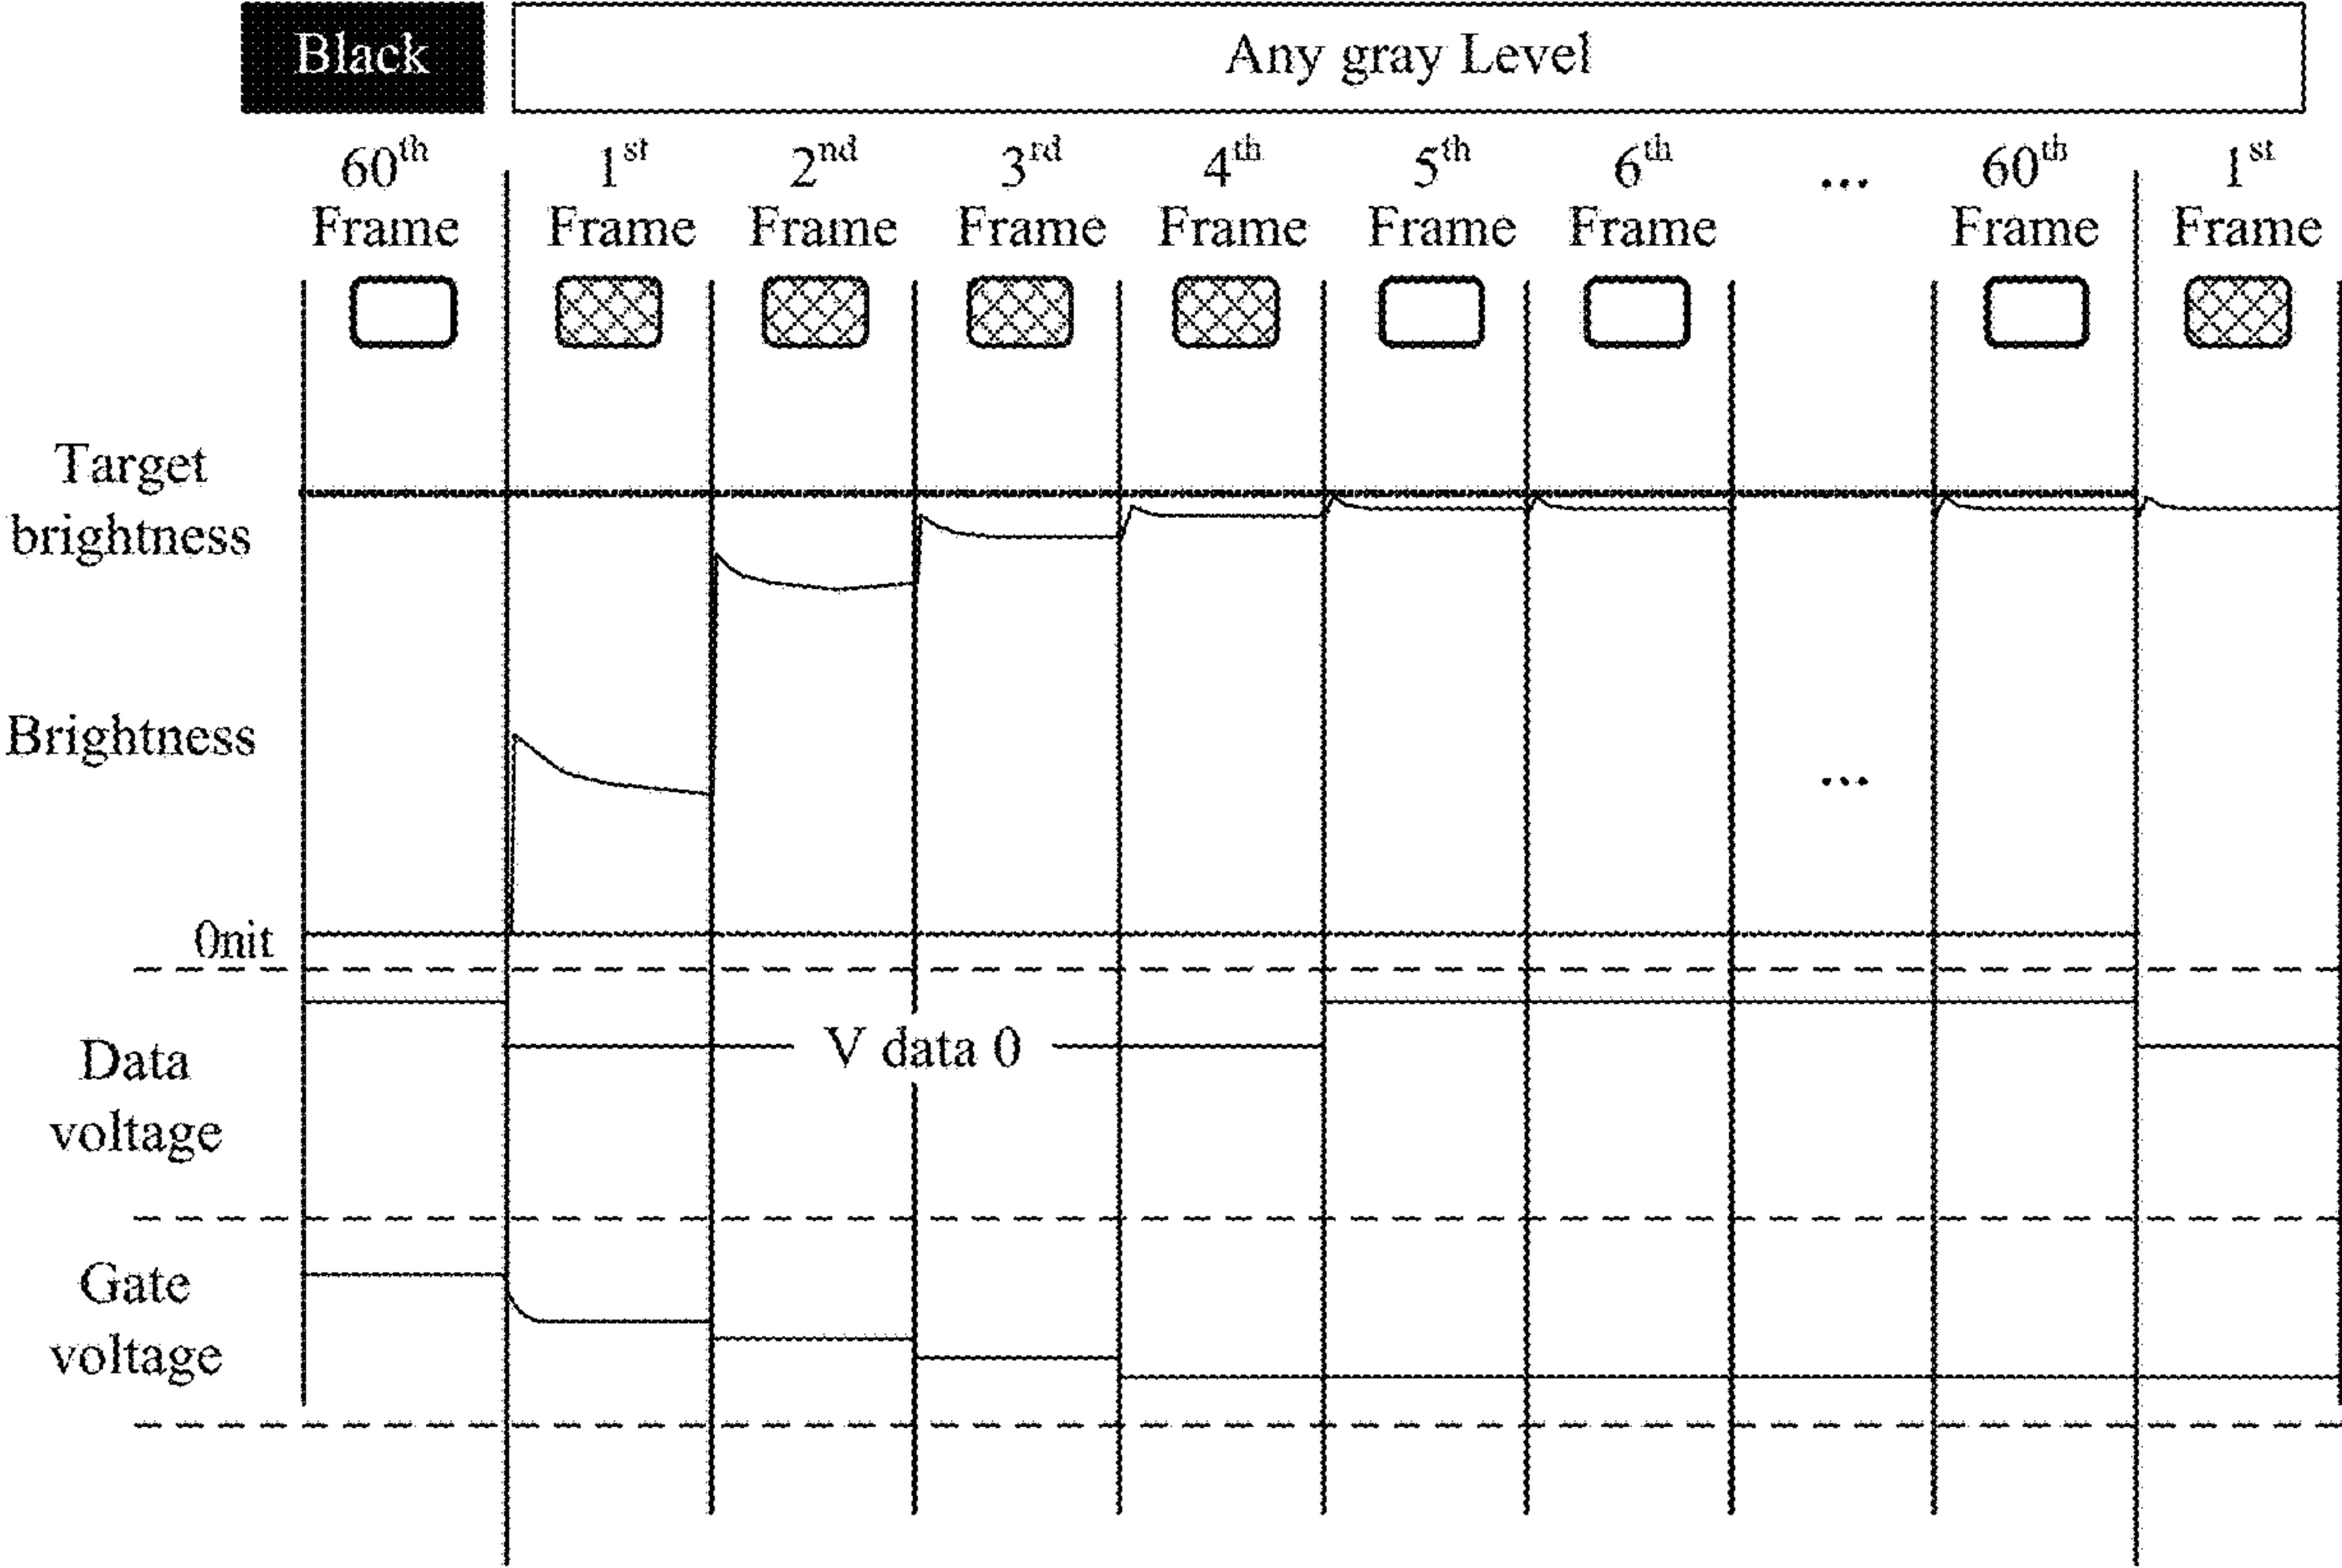 Black
Any gray Level
60th 1st 2nd 3rd 4th 5th 6th ... 60th 1st
Frame Frame Frame Frame Frame Frame Frame Frame Frame
Target
brightness
Brightness
...
0nit
V data 0
Data
voltage
Gate
voltage